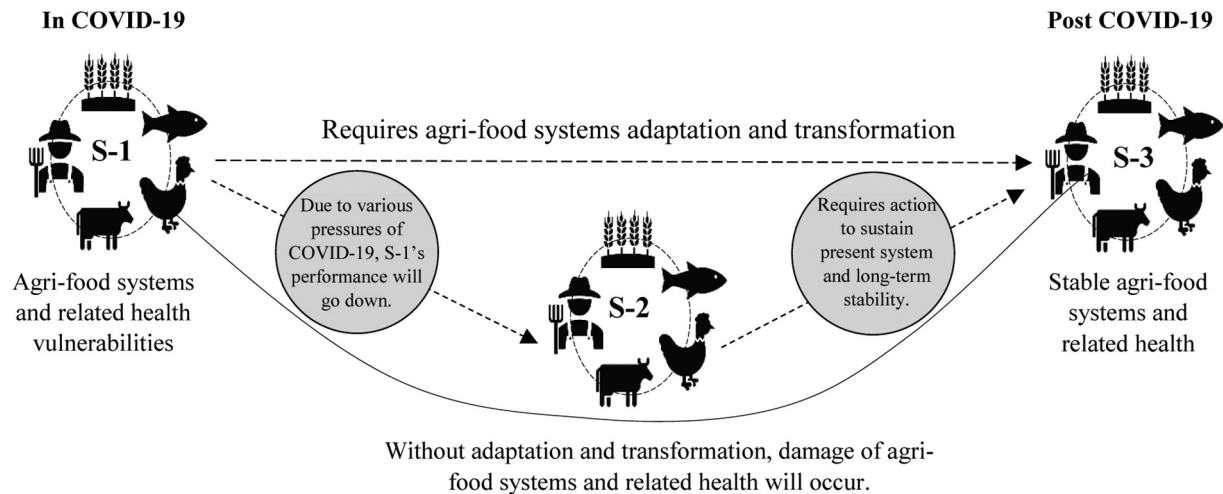 In COVID-19
Post COVID-19
S-1
Requires agri-food systems adaptation and transformation
S-3
Due to various
pressures of
COVID-19, S-1's
performance will
go down.
Requires action
to sustain
present system
and long-term
stability.
Agri-food systems
and related health
vulnerabilities
S-2
Stable agri-food
systems and
related health
Without adaptation and transformation, damage of agri-
food systems and related health will occur.